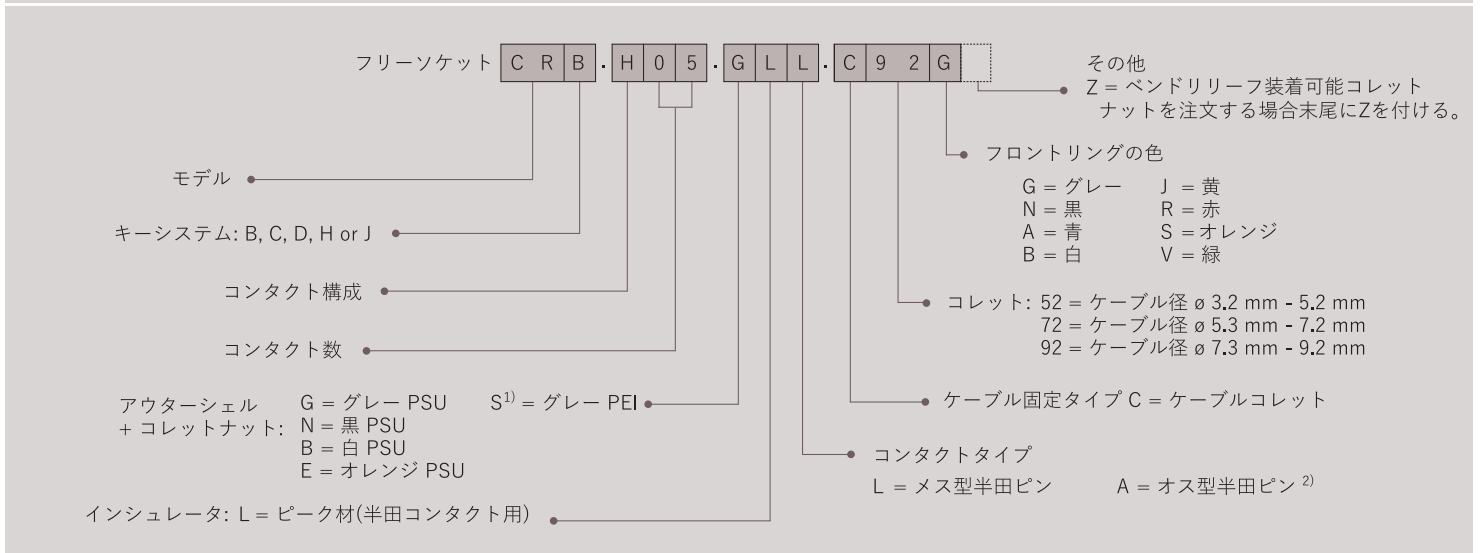 フリーソケット CRB.H05.GLL.C92G
その他
Z = ベンドリリーフ装着可能コレット
ナットを注文する場合末尾にZを付ける。
フロントリングの色
G = グレー J = 黄
N = 黒 R = 赤
A = 青 S = オレンジ
B = 白 V = 緑
モデル
キーシステム: B, C, D, H or J
コンタクト構成
コレット: 52 = ケーブル径 ø 3.2 mm - 5.2 mm
72 = ケーブル径 ø 5.3 mm - 7.2 mm
92 = ケーブル径 ø 7.3 mm - 9.2 mm
コンタクト数
アウターシェル
+ コレットナット:
G = グレー PSU S1) = グレー PEI
N = 黒 PSU
B = 白 PSU
E = オレンジ PSU
ケーブル固定タイプ C = ケーブルコレット
コンタクトタイプ
L = メス型半田ピン A = オス型半田ピン 2)
インシュレータ: L = ピーク材(半田コンタクト用)